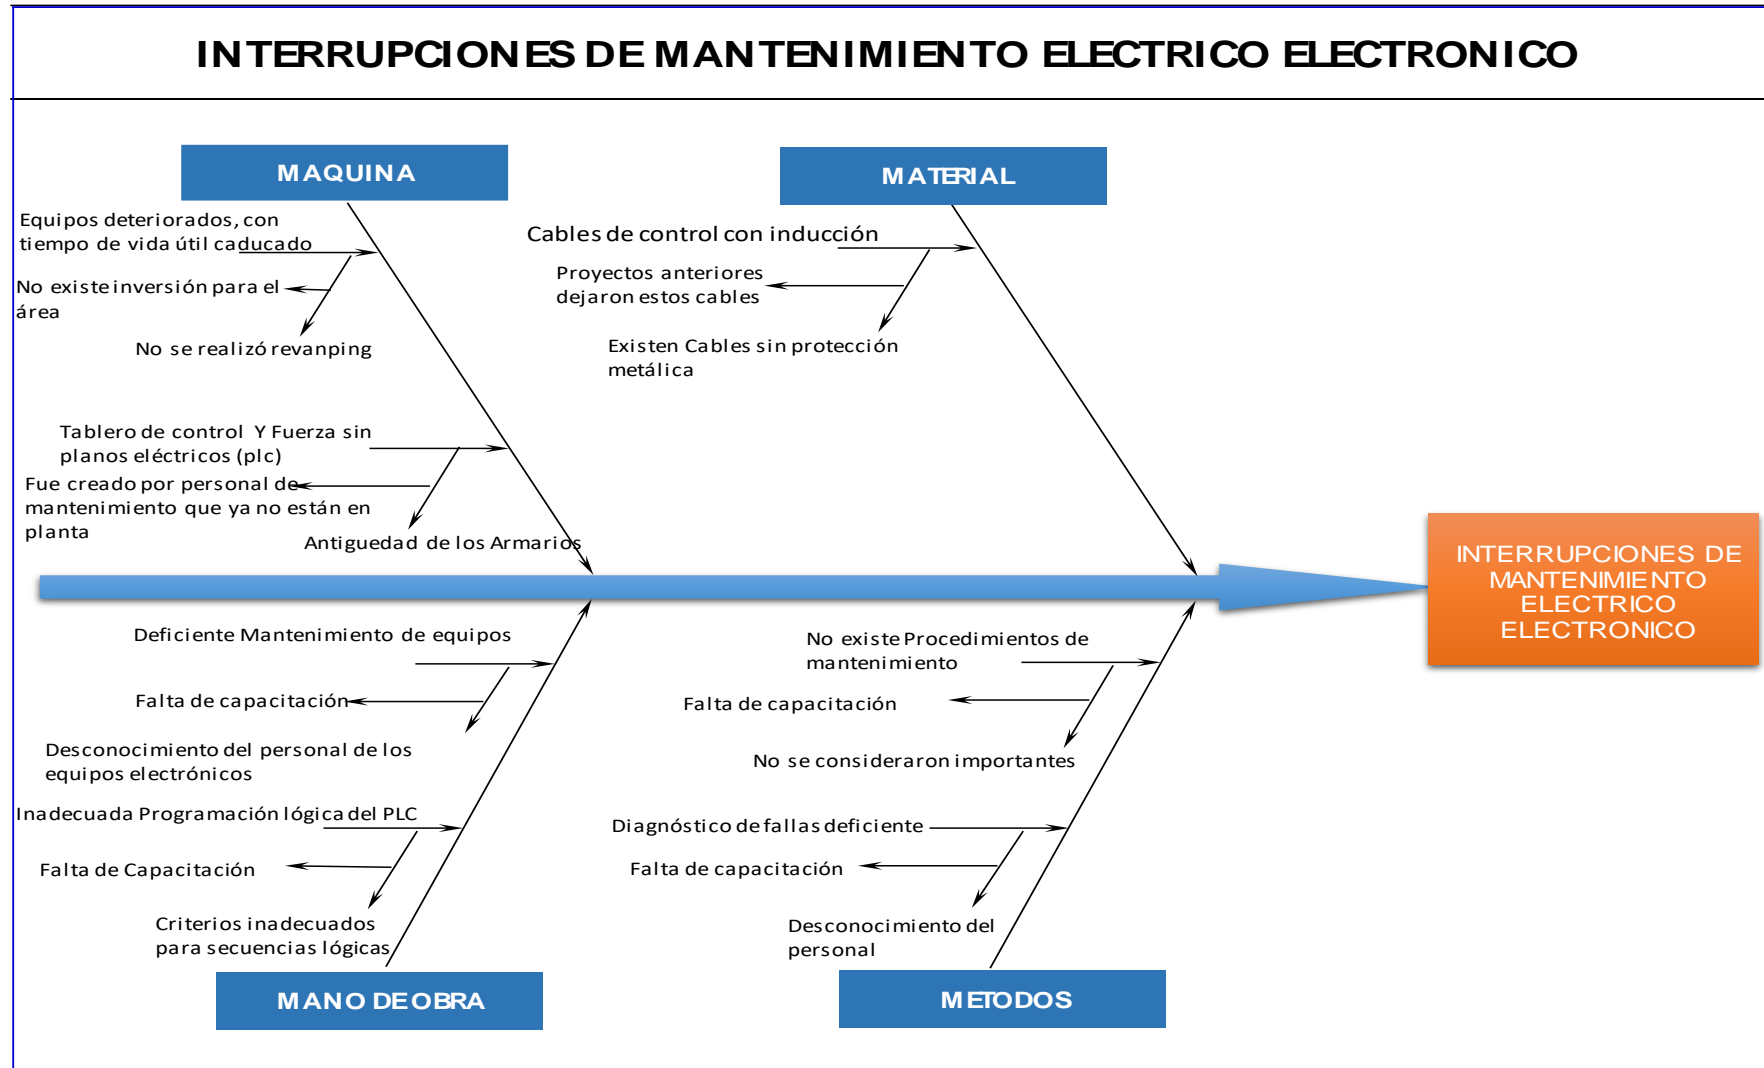 INTERRUPCIONES DE MANTENIMIENTO ELECTRICO ELECTRONICO
MAQUINA
MATERIAL
Equipos deteriorados, con
tiempo de vida útil caducado
No existe inversión para el
área
No se realizó revanping
Cables de control con inducción
Proyectos anteriores
dejaron estos cables
Existen Cables sin protección
metálica
Tablero de control Y Fuerza sin
planos eléctricos (plc)
Fue creado por personal de
mantenimiento que ya no están en
planta
Antiguedad de los Armarios
INTERRUPCIONES DE
MANTENIMIENTO
ELECTRICO
ELECTRONICO
Deficiente Mantenimiento de equipos
Falta de capacitación
Desconocimiento del personal de los
equipos electrónicos
Inadecuada Programación lógica del PLC
Falta de Capacitación
Criterios inadecuados
para secuencias lógicas
No existe Procedimientos de
mantenimiento
Falta de capacitación
No se consideraron importantes
Diagnóstico de fallas deficiente
Falta de capacitación
Desconocimiento del
personal
MANO DE OBRA
METODOS